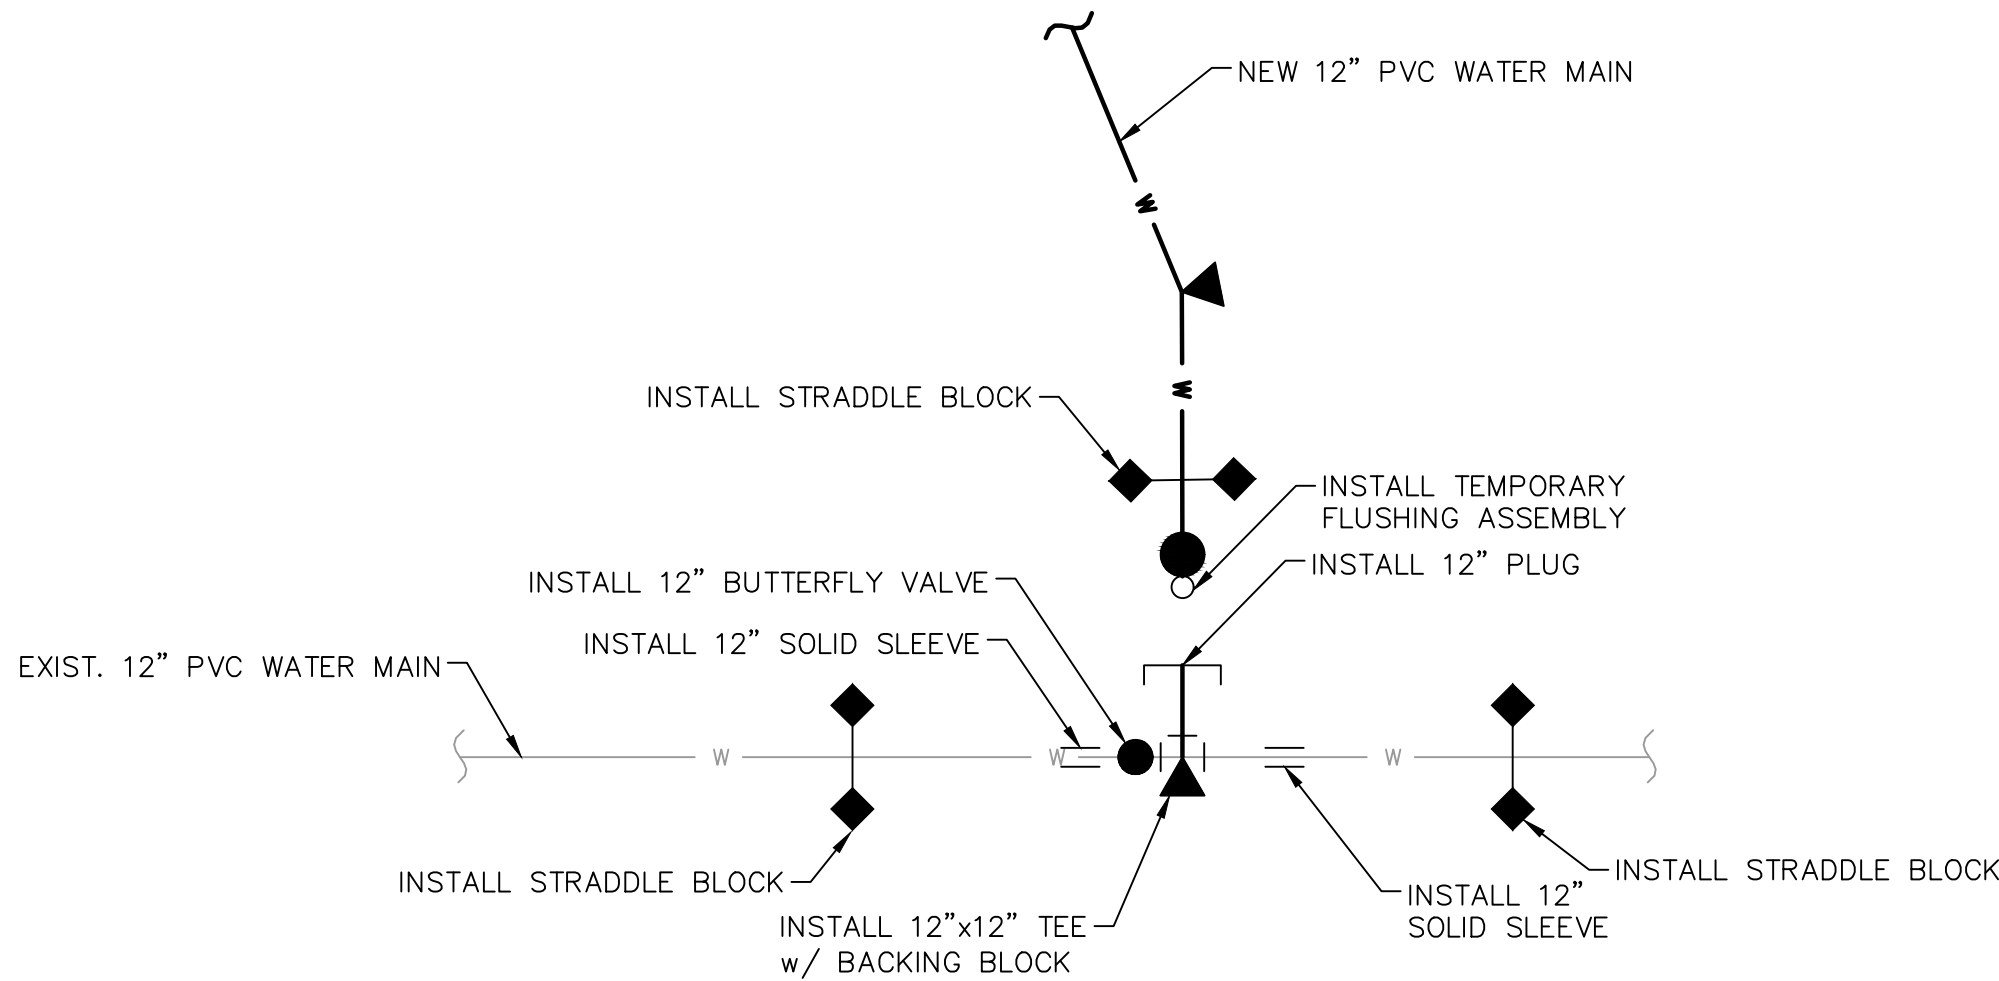 NEW 12” PVC WATER MAIN
W
W
INSTALL STRADDLE BLOCK
INSTALL TEMPORARY
FLUSHING ASSEMBLY
INSTALL 12” PLUG
INSTALL 12” BUTTERFLY VALVE
INSTALL 12” SOLID SLEEVE
EXIST. 12” PVC WATER MAIN
W
W
W
INSTALL STRADDLE BLOCK
INSTALL STRADDLE BLOCK
INSTALL 12”
SOLID SLEEVE
INSTALL 12”x12” TEE
w/ BACKING BLOCK